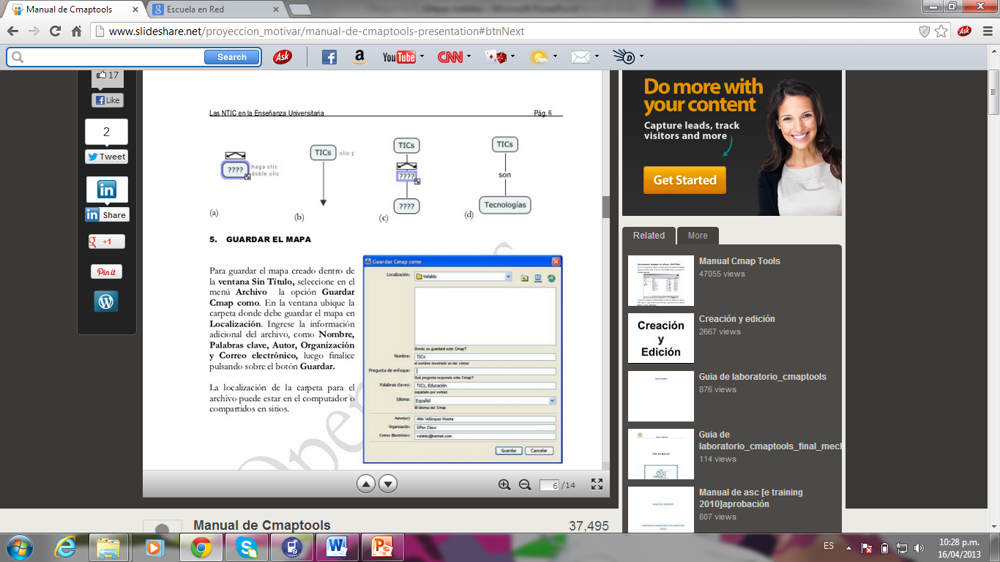 Manual de Cmaptools
Escuela en Red
www.slideshare.net/proyeccion_motivar/manual-de-cmaptools-presentation#btnNext
Ask
Search
Ask
amazon
YouTube
CNN
17
Like
2
Tweet
in
in Share
+1
Pin it
Las NTIC en la Enseñanza Universitaria
Pág. 6
????
haga clic
doble clic
(a)
TICs
clic p
(b)
TICs
????
????
(c)
TICs
son
Tecnologías
(d)
5. GUARDAR EL MAPA
Para guardar el mapa creado dentro de
la ventana Sin Título, seleccione en el
menú Archivo la opción Guardar
Cmap como. En la ventana ubique la
carpeta donde debe guardar el mapa en
Localización. Ingrese la información
adicional del archivo, como Nombre,
Palabras clave, Autor, Organización
y Correo electrónico, luego finalice
pulsando sobre el botón Guardar.
La localización de la carpeta para el
archivo puede estar en el computador o
compartidos en sitios.
Guardar Cmap como
Localización:
Velaldo
Donde se guardará este Cmap?
Nombre:
TICs
el nombre mostrado en las vistas
Pregunta de enfoque:
Qué pregunta responde este Cmap?
Palabras claves:
TICs, Educación
separado por comas
Idioma:
Español
El idioma del Cmap
Autor(es):
Aldo Velásquez Huerta
Organización:
OPen Class
Correo Electrónico:
velaldo@hotmail.com
Guardar
Cancelar
6 /14
Manual de Cmaptools
37,495
Do more with
your content
Capture leads, track
visitors and more
Get Started
Related
More
Manual Cmap Tools
47055 views
Creación
y
Edición
Creación y edición
2667 views
Guia de laboratorio_cmaptools
876 views
Guia de
laboratorio_cmaptools_final_mecl
114 views
Manual de asc [e training
2010]aprobación
807 views
ES
10:28 p.m.
16/04/2013